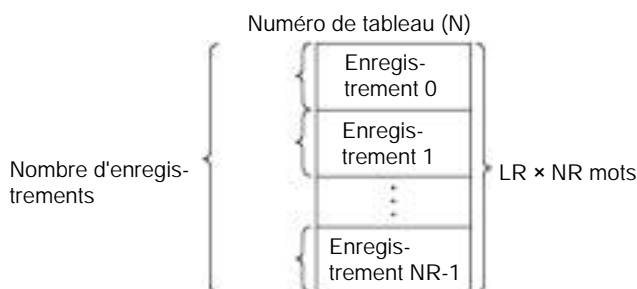 Numéro de tableau (N)
Enregis-
trement 0
Enregis-
trement 1
Nombre d'enregis-
trements
LR × NR mots
Enregis-
trement NR-1